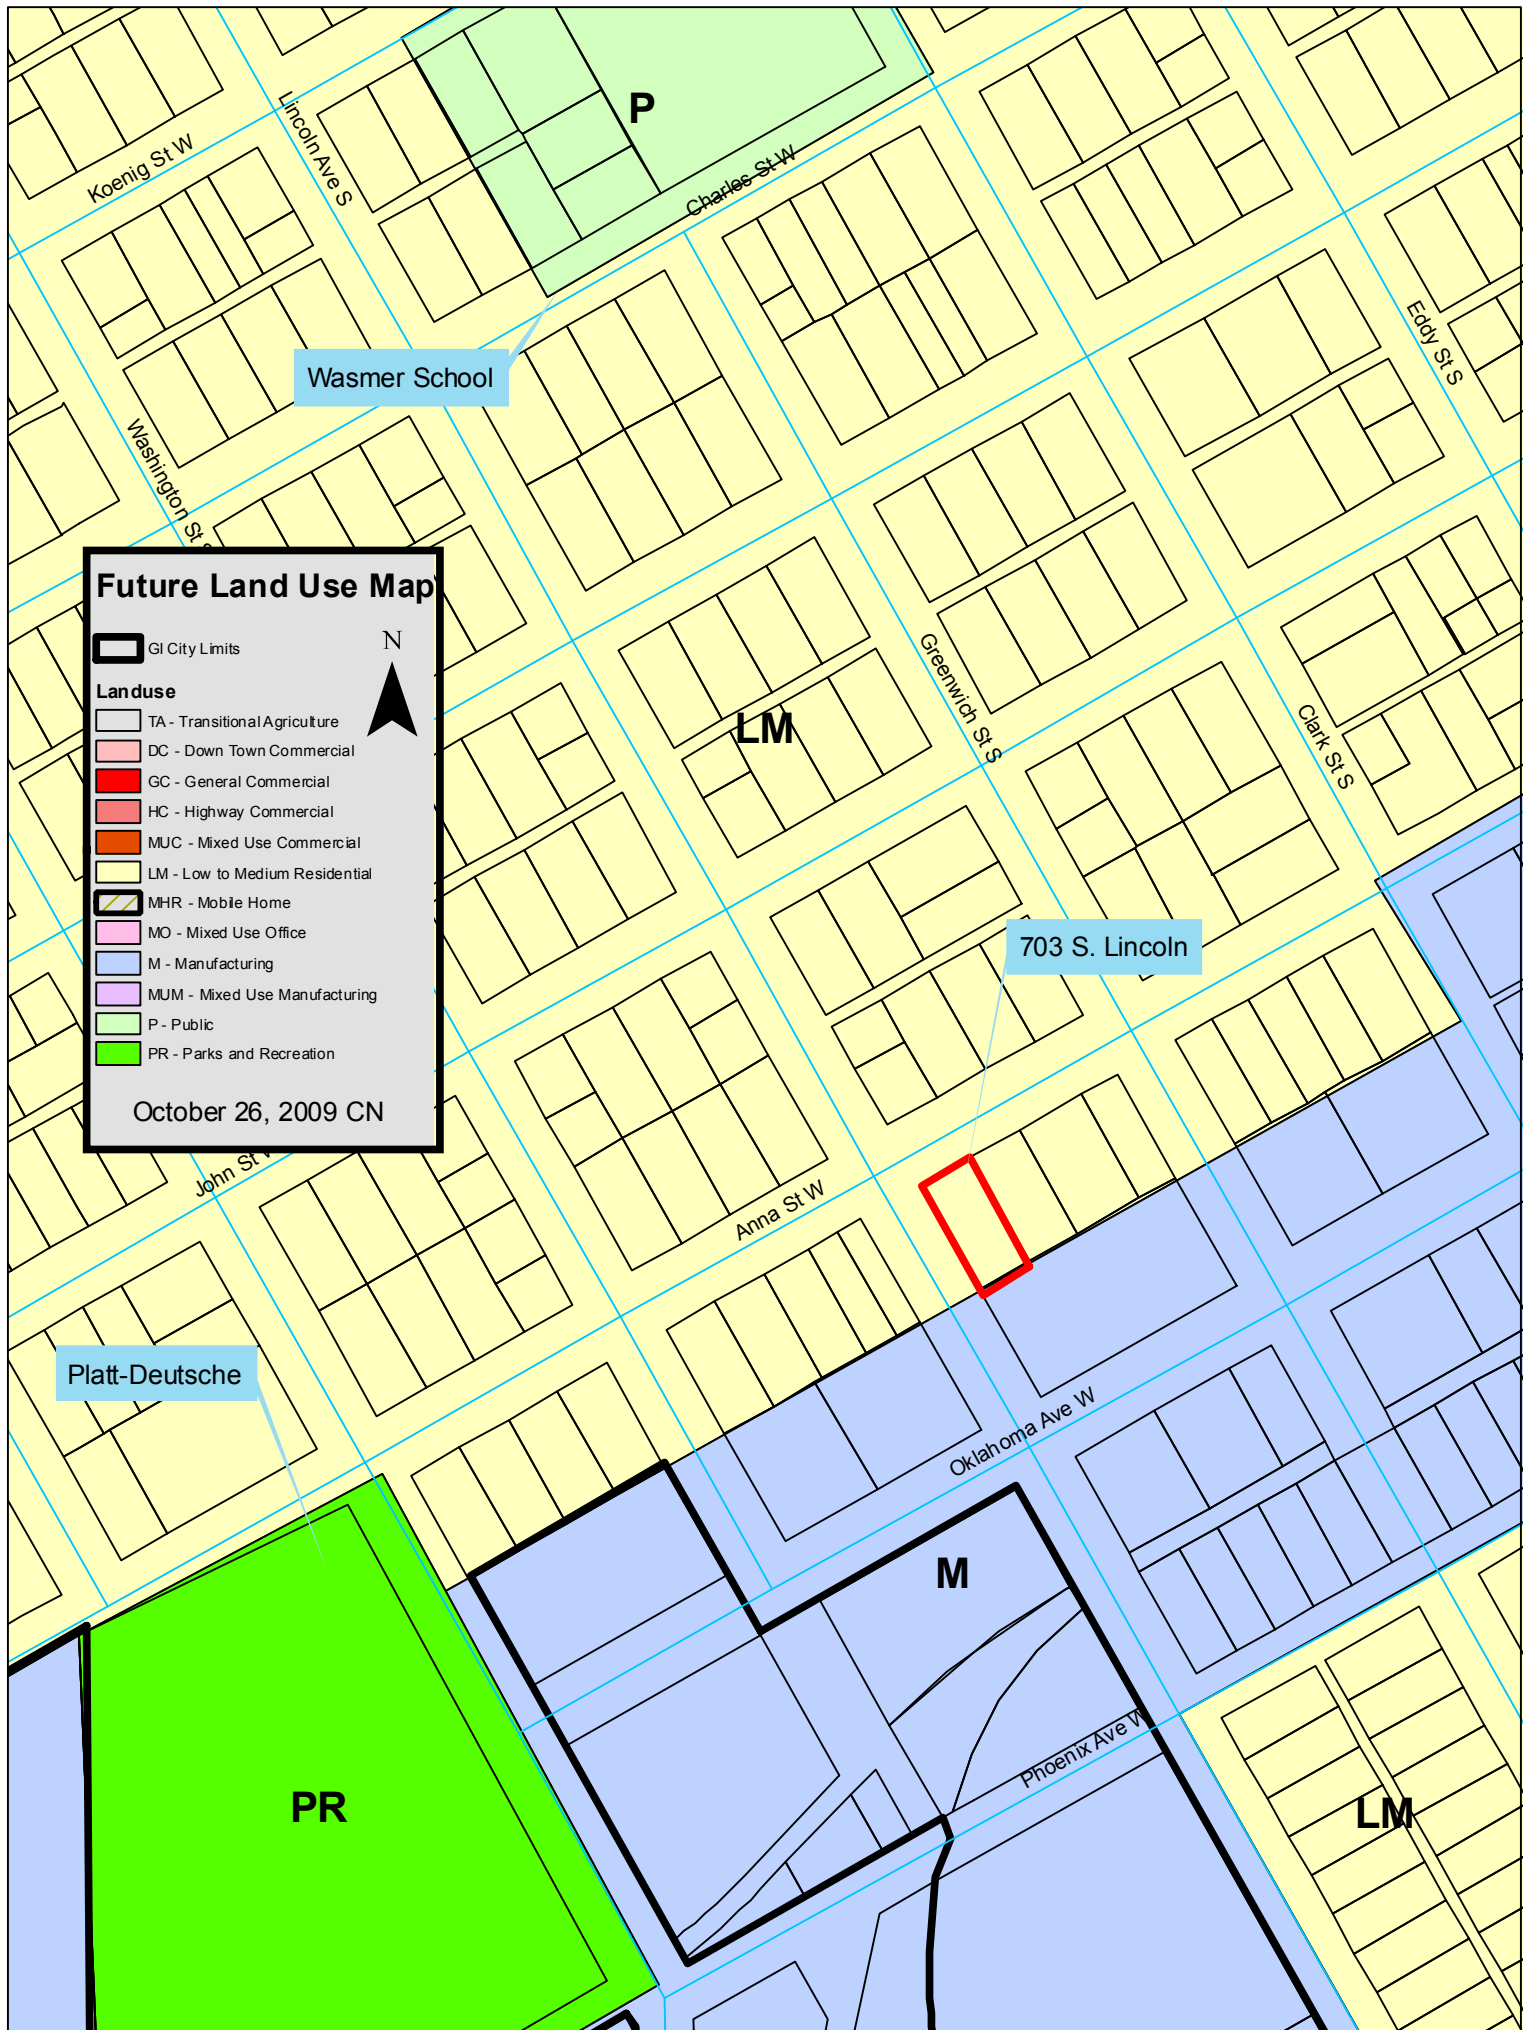 P
Koenig St W
Lincoln Ave S
Charles St W
Wasmer School
Eddy St S
Washington St S
Future Land Use Map
GI City Limits
N
Landuse
TA - Transitional Agriculture
DC - Down Town Commercial
GC - General Commercial
HC - Highway Commercial
MUC - Mixed Use Commercial
LM - Low to Medium Residential
MHR - Mobile Home
MO - Mixed Use Office
M - Manufacturing
MUM - Mixed Use Manufacturing
P - Public
PR - Parks and Recreation
October 26, 2009 CN
Greenwich St S
LM
Clark St S
703 S. Lincoln
John St W
Anna St W
Platt-Deutsche
Oklahoma Ave W
M
Phoenix Ave W
PR
LM